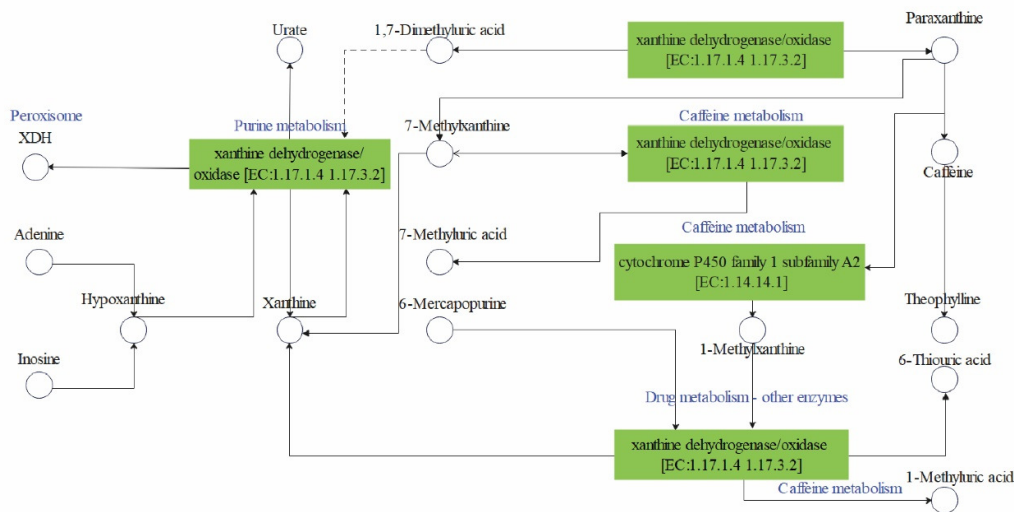 Paraxanthine
Urate
1,7-Dimethyluric acid
xanthine dehydrogenase/oxidase
[EC:1.17.1.4 1.17.3.2]
Peroxisome
XDH
Purine metabolism
7-Methylxanthine
Caffeine metabolism
xanthine dehydrogenase/
oxidase [EC:1.17.1.4 1.17.3.2]
xanthine dehydrogenase/oxidase
[EC:1.17.1.4 1.17.3.2]
Caffeine
Adenine
7-Methyluric acid
Caffeine metabolism
cytochrome P450 family 1 subfamily A2
[EC:1.14.14.1]
Hypoxanthine
Xanthine
6-Mercapopurine
Theophylline
Inosine
1-Methylxanthine
6-Thiouric acid
Drug metabolism - other enzymes
xanthine dehydrogenase/oxidase
[EC:1.17.1.4 1.17.3.2]
Caffeine metabolism
1-Methyluric acid